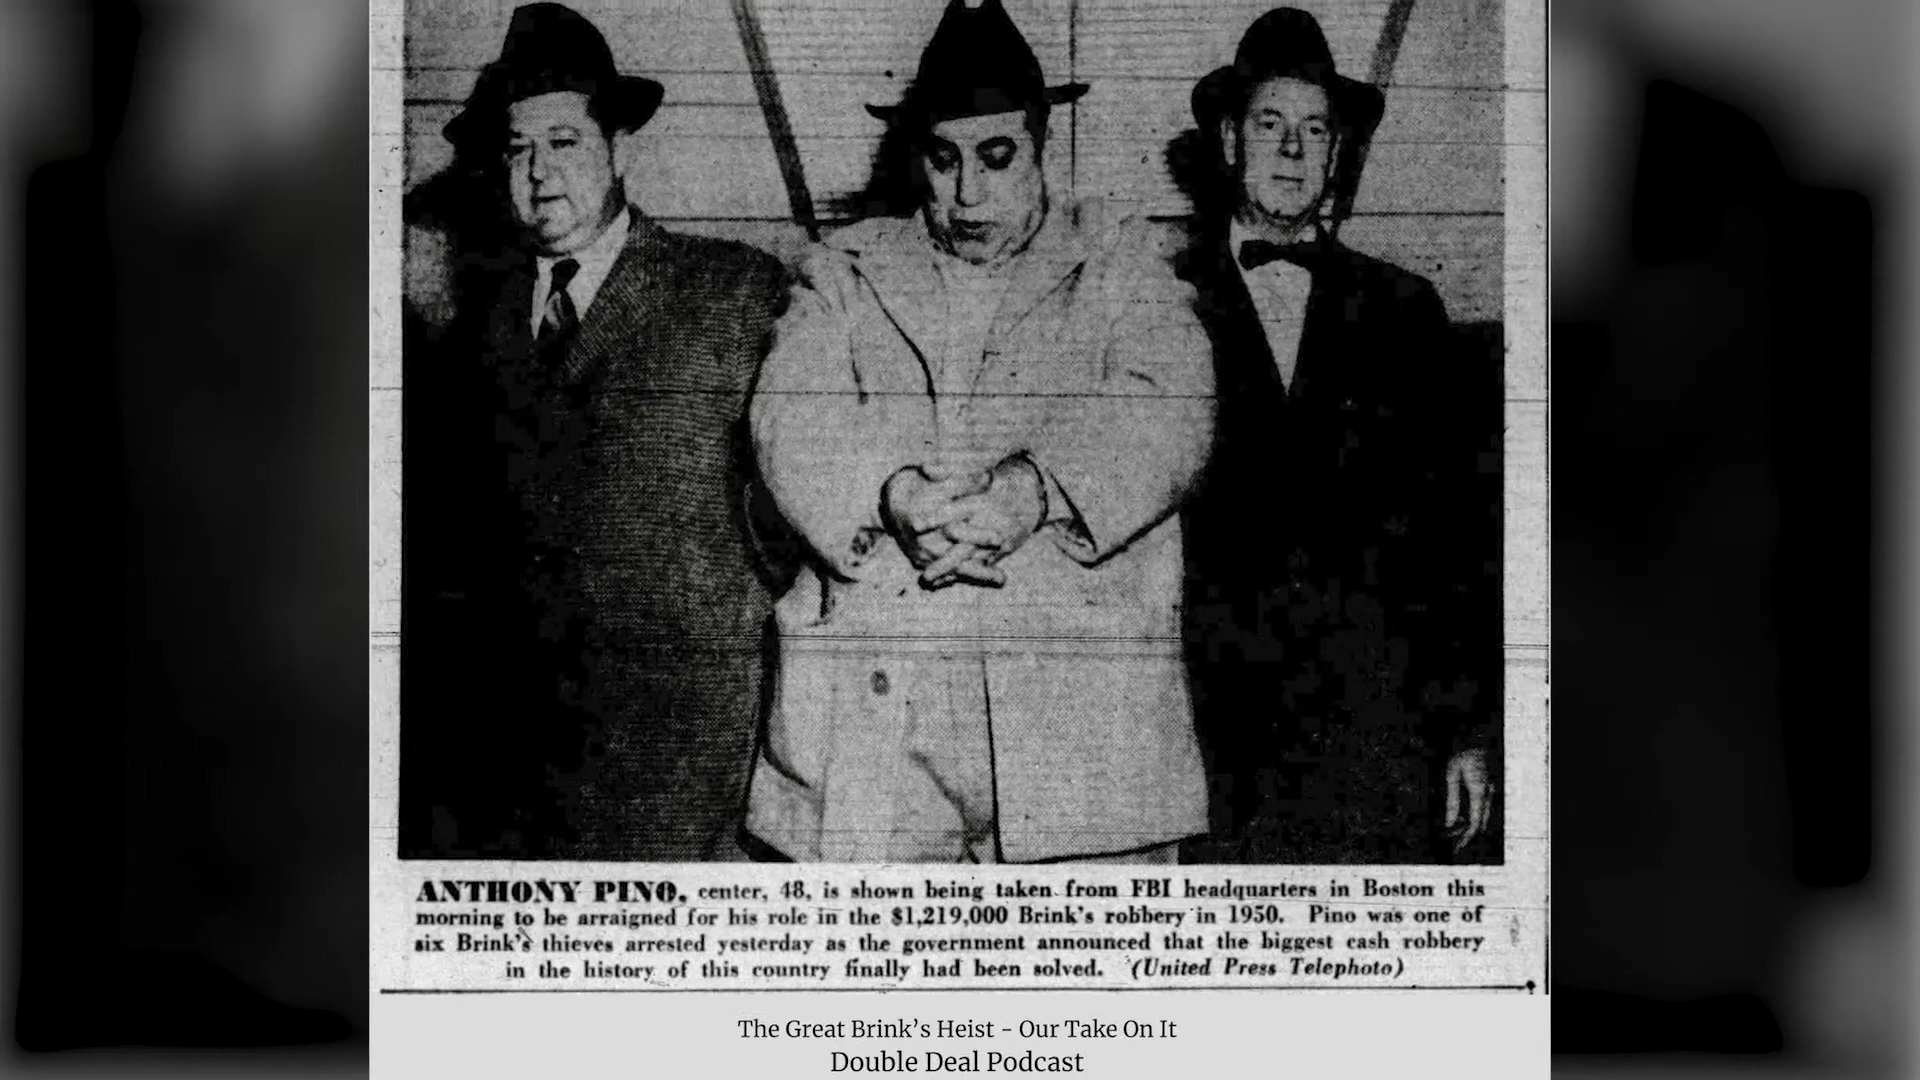 ANTHONY PINO, center, 48, is shown being taken from FBI headquarters in Boston this
morning to be arraigned for his role in the $1,219,000 Brink's robbery in 1950. Pino was one of
six Brink's thieves arrested yesterday as the government announced that the biggest cash robbery
in the history of this country finally had been solved. (United Press Telephoto)
The Great Brink’s Heist - Our Take On It
Double Deal Podcast